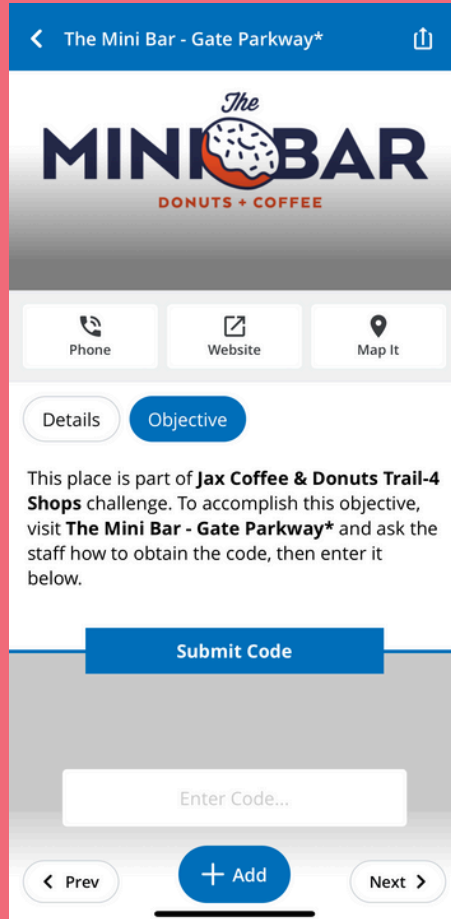 The Mini Bar - Gate Parkway*
The
MINI BAR
DONUTS + COFFEE
Phone
Website
Map It
Details
Objective
This place is part of Jax Coffee & Donuts Trail-4
Shops challenge. To accomplish this objective,
visit The Mini Bar - Gate Parkway* and ask the
staff how to obtain the code, then enter it
below.
Submit Code
Enter Code...
Prev
+ Add
Next